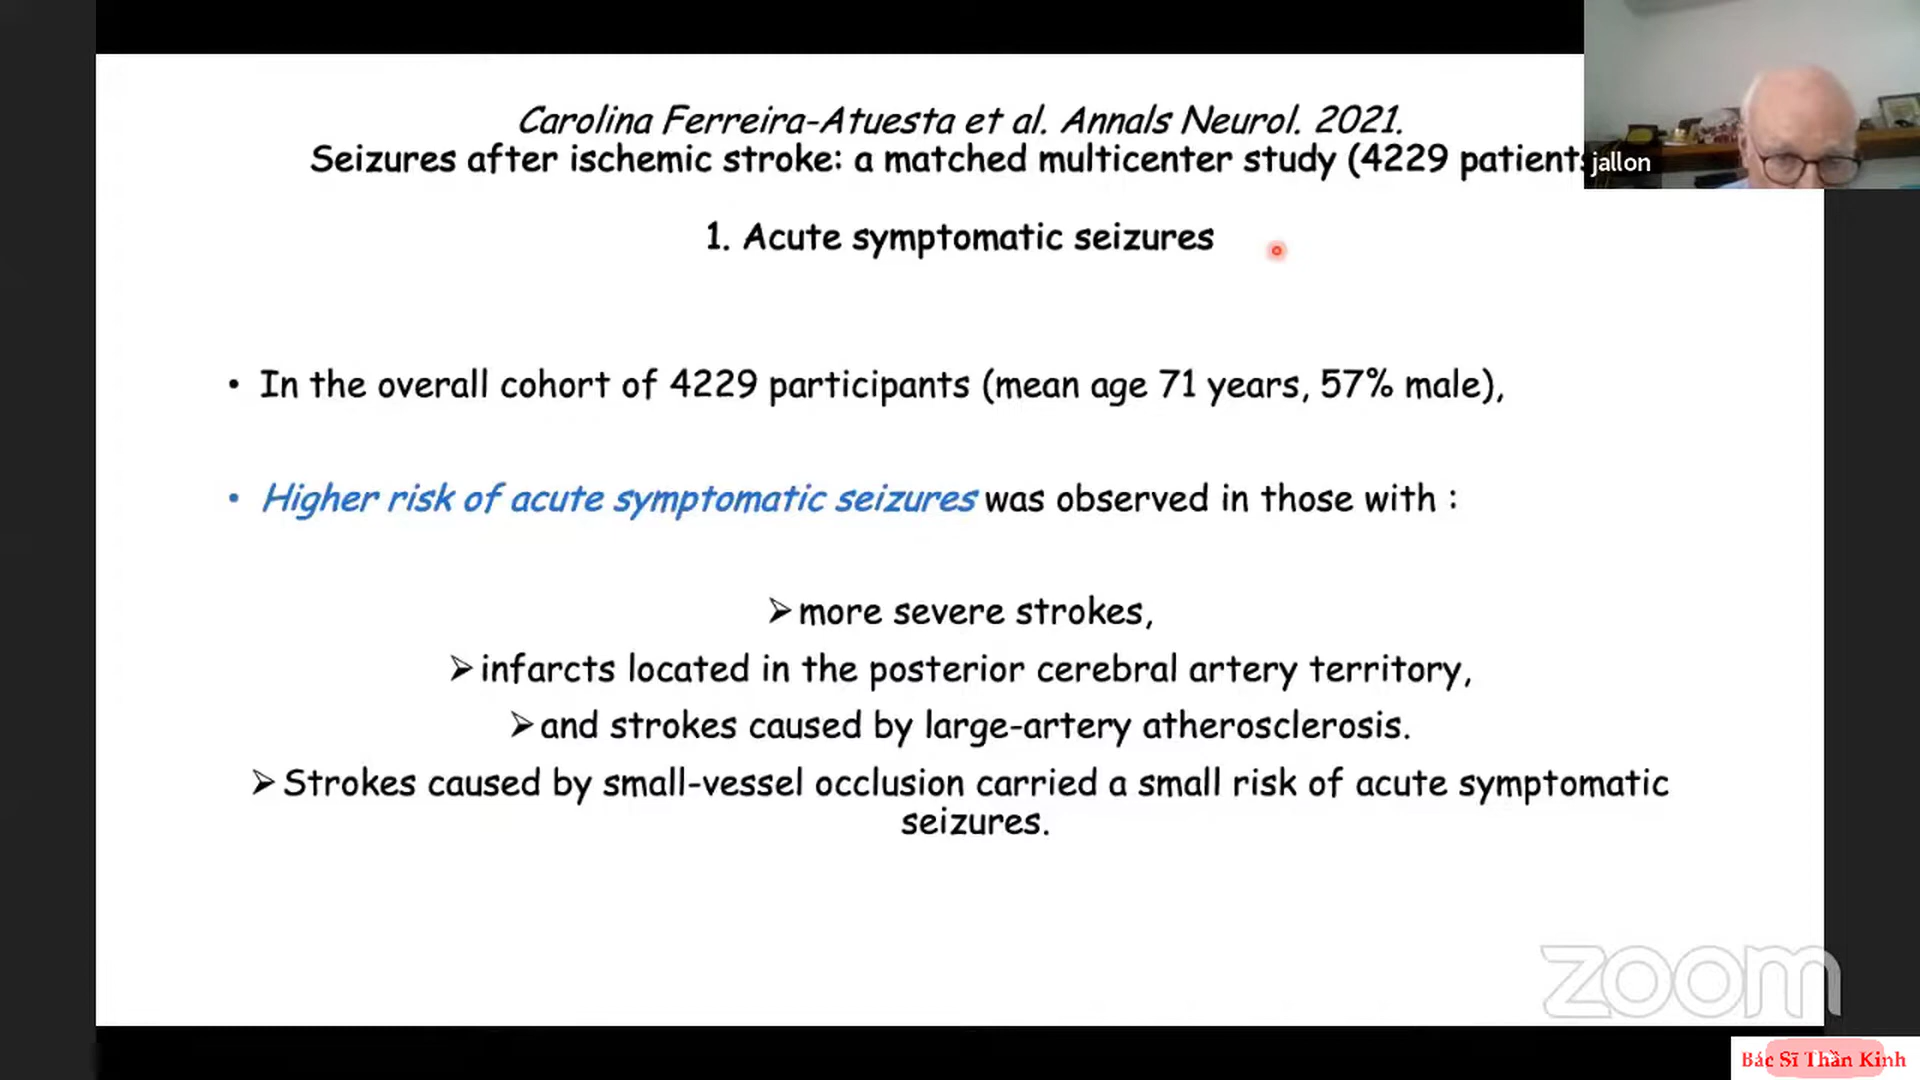 Carolina Ferreira-Atuesta et al. Annals Neurol. 2021.
Seizures after ischemic stroke: a matched multicenter study (4229 patients
jallon
1. Acute symptomatic seizures
• In the overall cohort of 4229 participants (mean age 71 years, 57% male),
• Higher risk of acute symptomatic seizures was observed in those with :
➢ more severe strokes,
➢ infarcts located in the posterior cerebral artery territory,
➢ and strokes caused by large-artery atherosclerosis.
➢ Strokes caused by small-vessel occlusion carried a small risk of acute symptomatic
seizures.
zoom
Bác Sĩ Thần Kinh